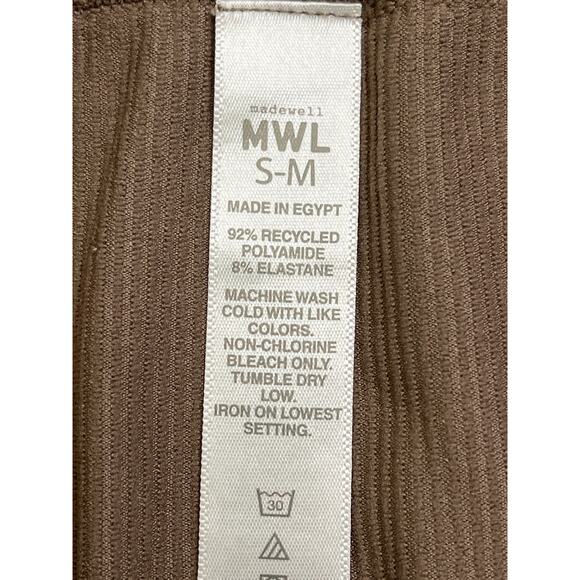 madewell
MWL
S-M
MADE IN EGYPT
92% RECYCLED
POLYAMIDE
8% ELASTANE
MACHINE WASH
COLD WITH LIKE
COLORS.
NON-CHLORINE
BLEACH ONLY.
TUMBLE DRY
LOW.
IRON ON LOWEST
SETTING.
30